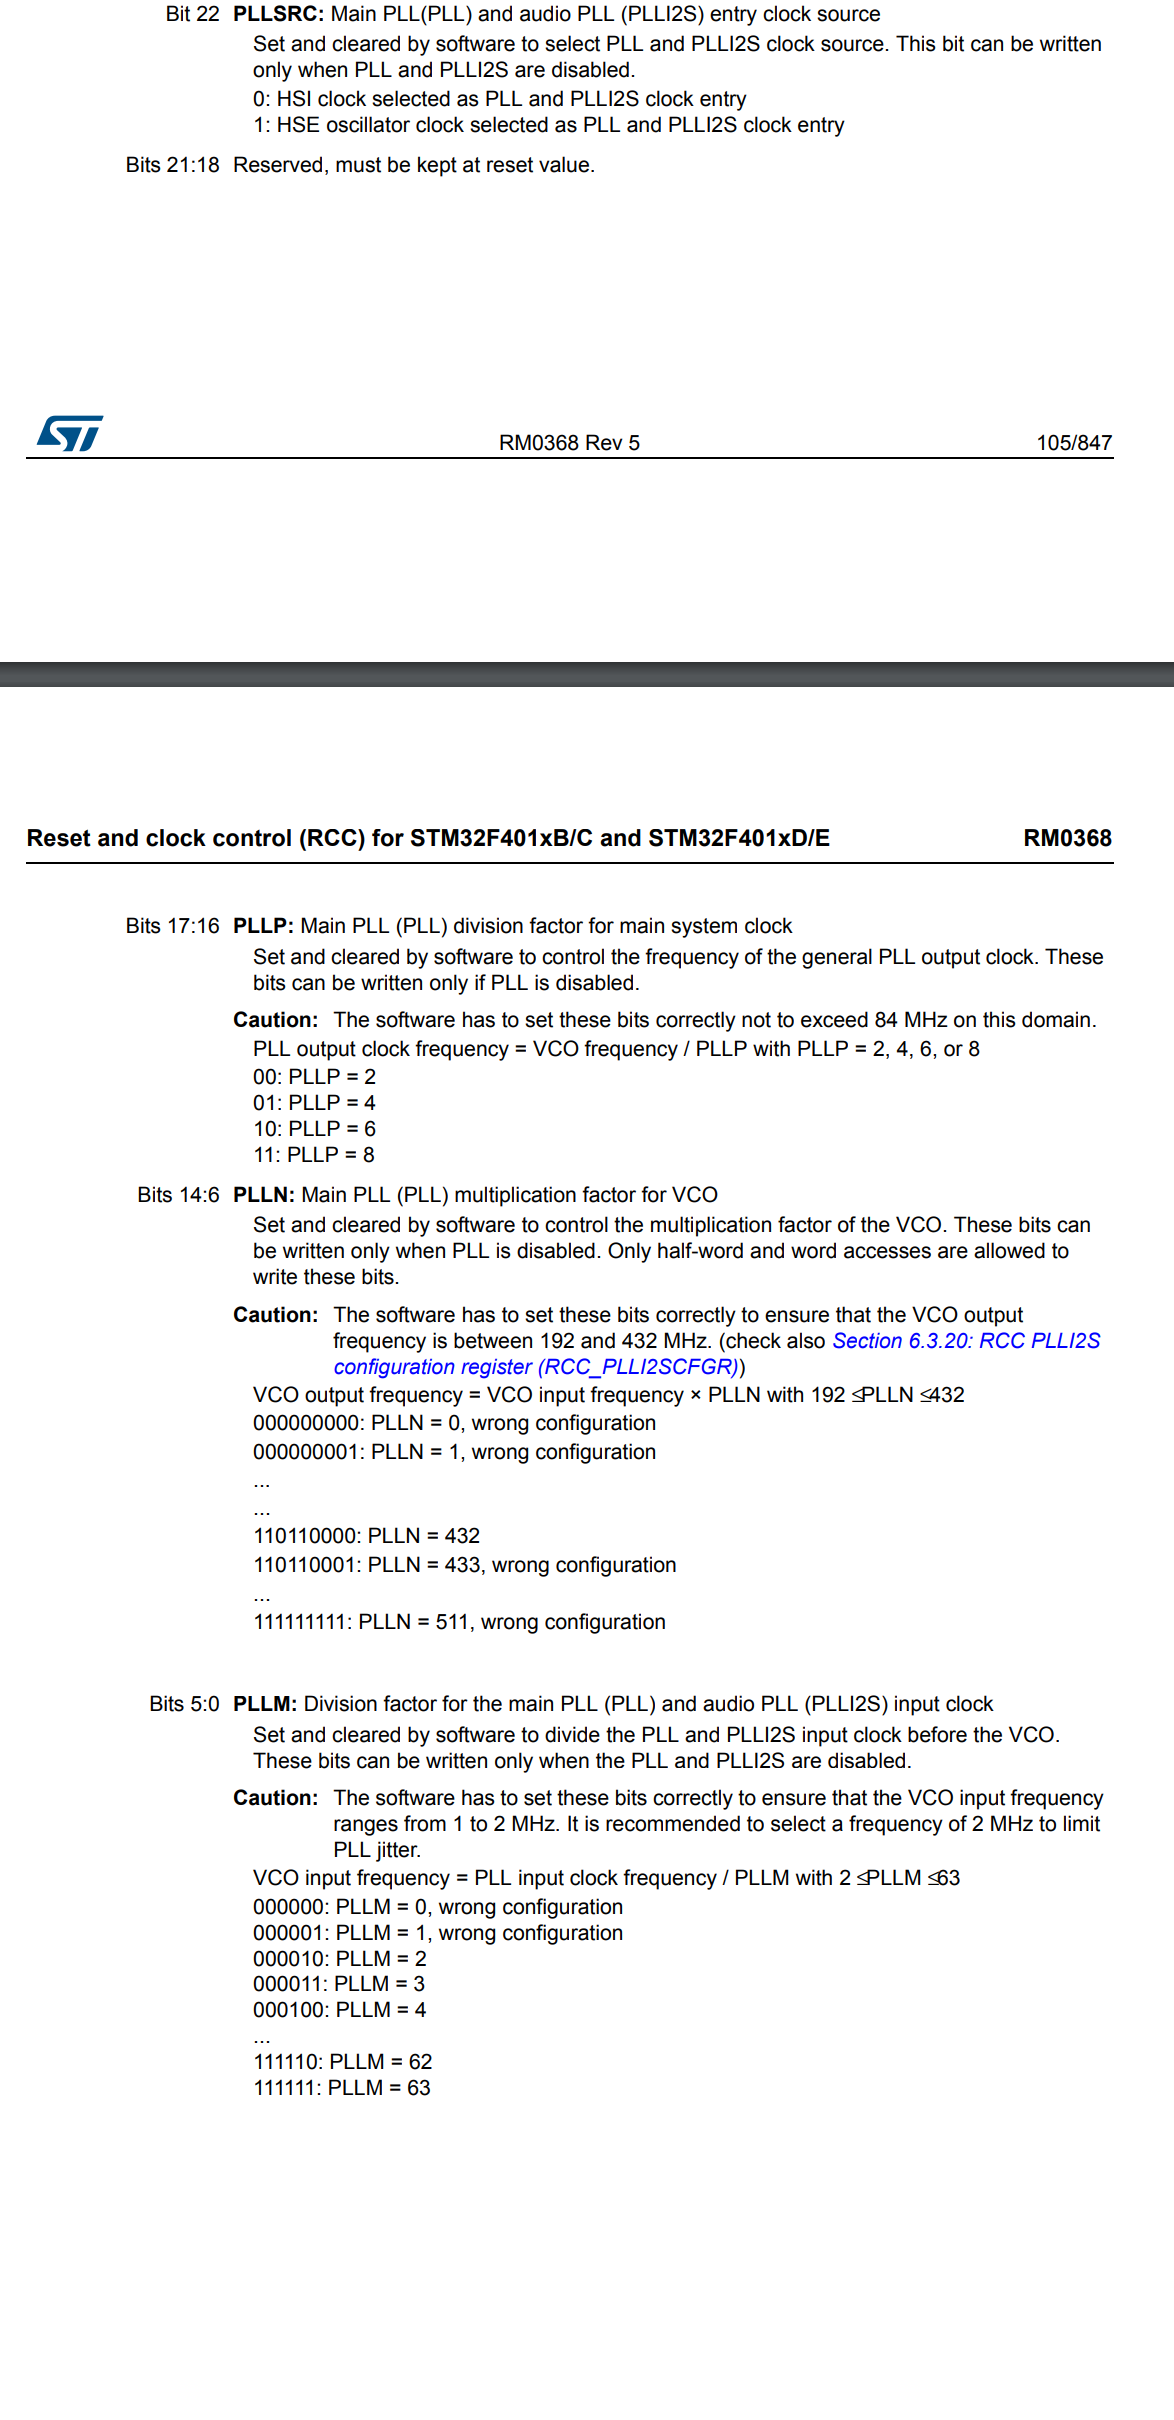 Bit 22 PLLSRC: Main PLL(PLL) and audio PLL (PLLI2S) entry clock source
Set and cleared by software to select PLL and PLLI2S clock source. This bit can be written
only when PLL and PLLI2S are disabled.
0: HSI clock selected as PLL and PLLI2S clock entry
1: HSE oscillator clock selected as PLL and PLLI2S clock entry
Bits 21:18 Reserved, must be kept at reset value.
ST RM0368 Rev 5 105/847
Reset and clock control (RCC) for STM32F401xB/C and STM32F401xD/E RM0368
Bits 17:16 PLLP: Main PLL (PLL) division factor for main system clock
Set and cleared by software to control the frequency of the general PLL output clock. These
bits can be written only if PLL is disabled.
Caution: The software has to set these bits correctly not to exceed 84 MHz on this domain.
PLL output clock frequency = VCO frequency / PLLP with PLLP = 2, 4, 6, or 8
00: PLLP = 2
01: PLLP = 4
10: PLLP = 6
11: PLLP = 8
Bits 14:6 PLLN: Main PLL (PLL) multiplication factor for VCO
Set and cleared by software to control the multiplication factor of the VCO. These bits can
be written only when PLL is disabled. Only half-word and word accesses are allowed to
write these bits.
Caution: The software has to set these bits correctly to ensure that the VCO output
frequency is between 192 and 432 MHz. (check also Section 6.3.20: RCC PLLI2S
configuration register (RCC_PLLI2SCFGR))
VCO output frequency = VCO input frequency × PLLN with 192 ≤PLLN ≤432
000000000: PLLN = 0, wrong configuration
000000001: PLLN = 1, wrong configuration
...
...
110110000: PLLN = 432
110110001: PLLN = 433, wrong configuration
...
111111111: PLLN = 511, wrong configuration
Bits 5:0 PLLM: Division factor for the main PLL (PLL) and audio PLL (PLLI2S) input clock
Set and cleared by software to divide the PLL and PLLI2S input clock before the VCO.
These bits can be written only when the PLL and PLLI2S are disabled.
Caution: The software has to set these bits correctly to ensure that the VCO input frequency
ranges from 1 to 2 MHz. It is recommended to select a frequency of 2 MHz to limit
PLL jitter.
VCO input frequency = PLL input clock frequency / PLLM with 2 ≤PLLM ≤63
000000: PLLM = 0, wrong configuration
000001: PLLM = 1, wrong configuration
000010: PLLM = 2
000011: PLLM = 3
000100: PLLM = 4
...
111110: PLLM = 62
111111: PLLM = 63